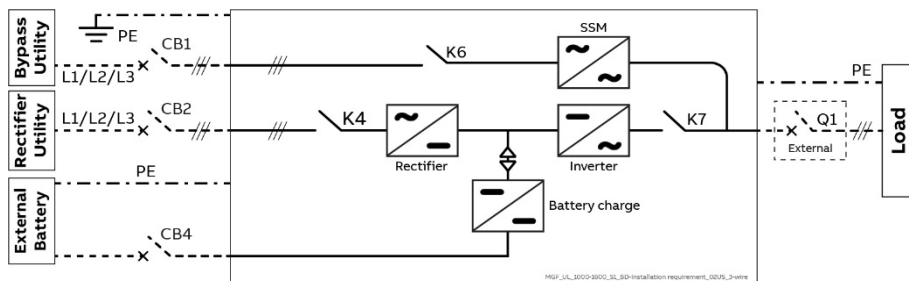 Bypass
Utility
PE
CB1
L1/L2/L3
K6
SSM
PE
Rectifier
Utility
L1/L2/L3
CB2
K4
Rectifier
Inverter
K7
Q1
External
Load
External
Battery
PE
CB4
Battery charge
MGF_UL_1000-1600_S1_SD-Installation requirement_02US_3-wire